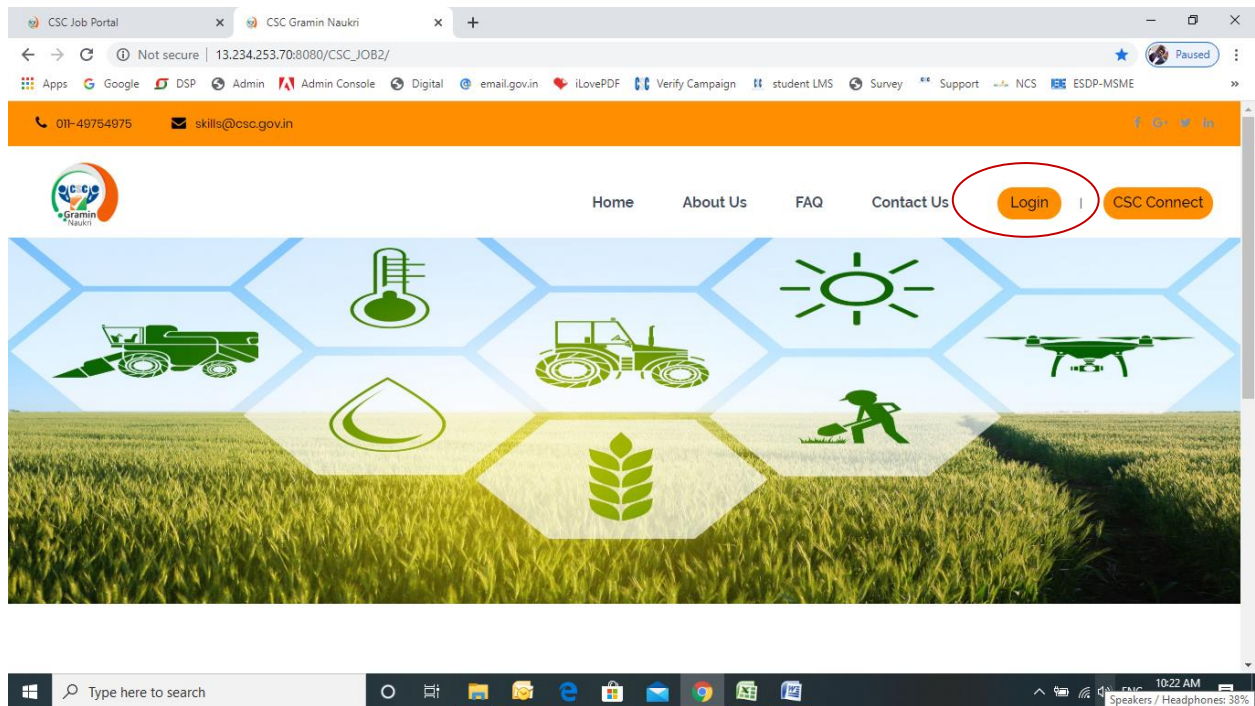 CSC Job Portal CSC Gramin Naukri
Not secure | 13.234.253.70:8080/CSC_JOB2/ Paused
Apps Google DSP Admin Admin Console Digital email.gov.in iLovePDF Verify Campaign student LMS Survey Support NCS ESDP-MSME »
011-49754975 skills@csc.gov.in f G+ in
CSC
Gramin
Naukri
Home About Us FAQ Contact Us Login | CSC Connect
Type here to search
10:22 AM
Speakers / Headphones: 38%